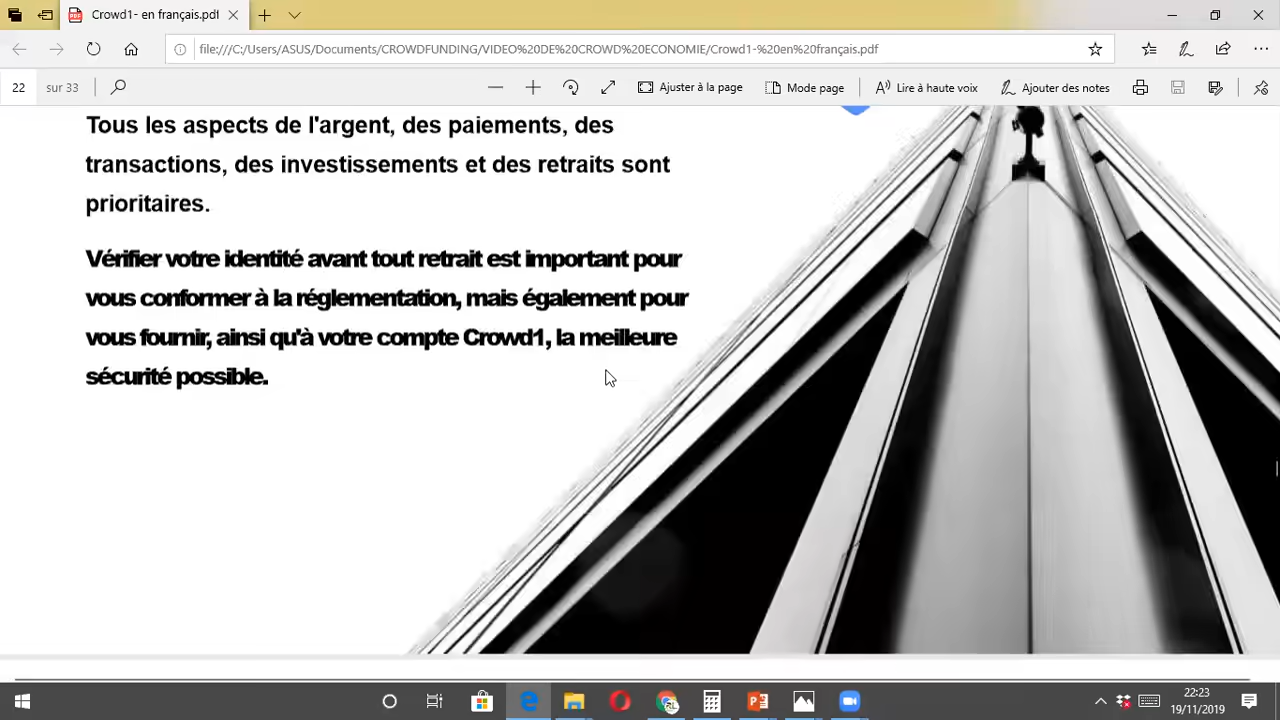 Crowd1- en français.pdf
file:///C:/Users/ASUS/Documents/CROWDFUNDING/VIDEO%20DE%20CROWD%20ECONOMIE/Crowd1-%20en%20français.pdf
22 sur 33 Ajuster à la page Mode page Lire à haute voix Ajouter des notes
Tous les aspects de l'argent, des paiements, des
transactions, des investissements et des retraits sont
prioritaires.
Vérifier votre identité avant tout retrait est important pour
vous conformer à la réglementation, mais également pour
vous fournir, ainsi qu'à votre compte Crowd1, la meilleure
sécurité possible.
22:23
19/11/2019